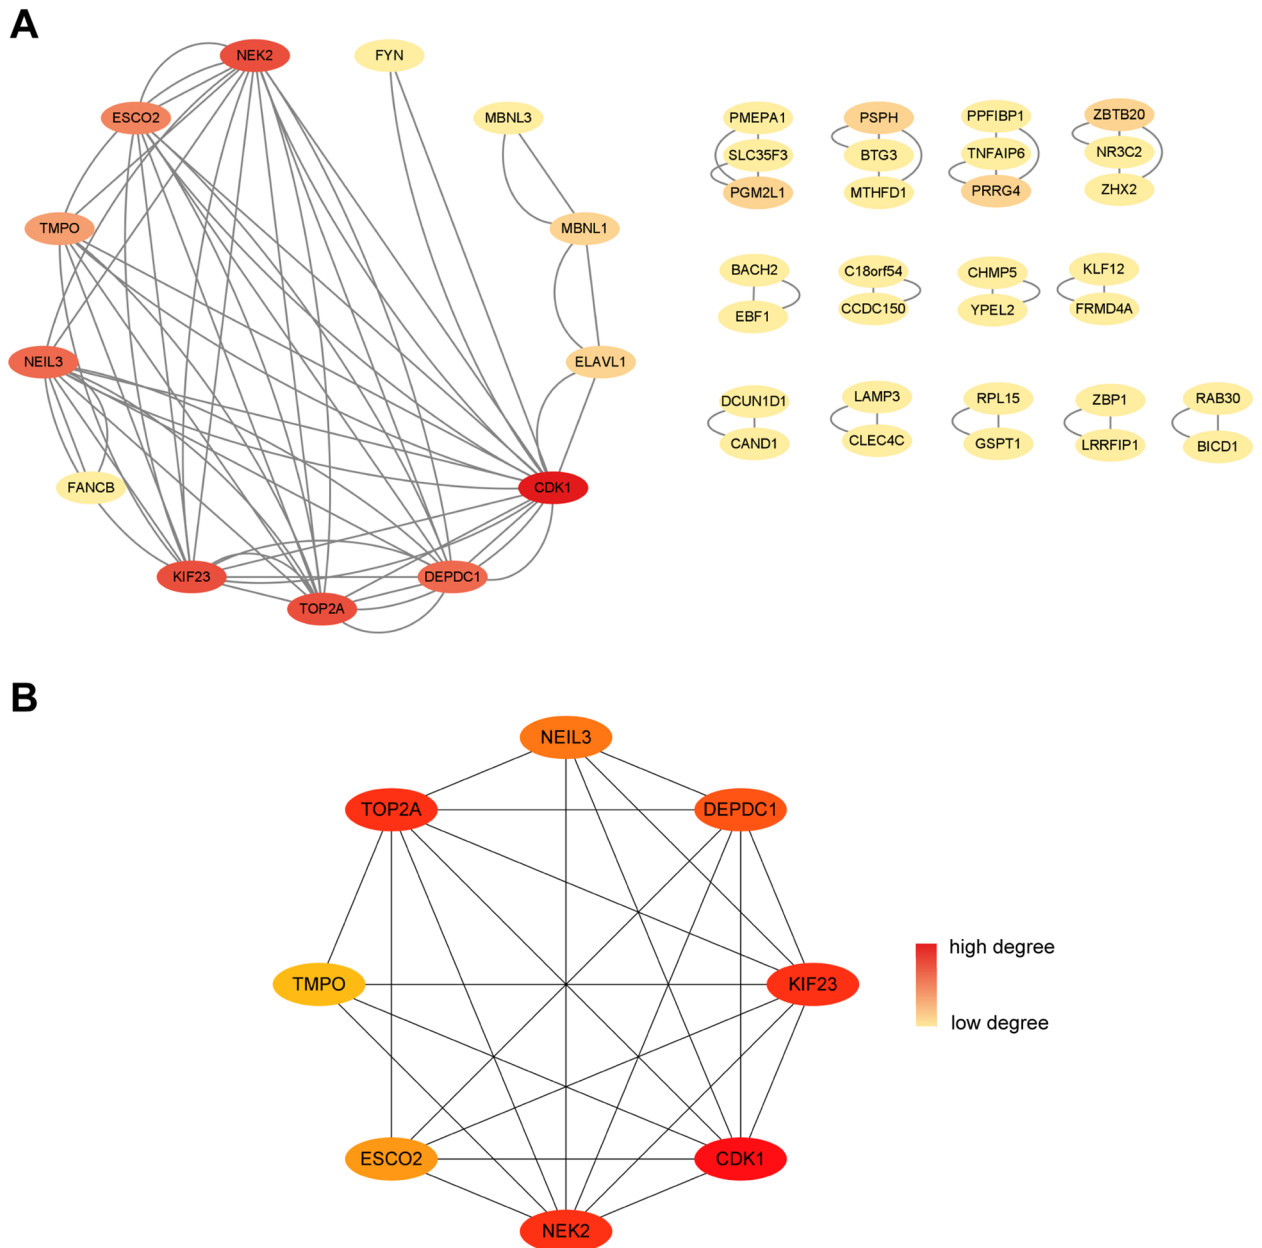 A
NEK2
FYN
ESCO2
MBNL3
TMPO
MBNL1
NEIL3
ELAVL1
FANCB
CDK1
KIF23
DEPDC1
TOP2A
PMEPA1
SLC35F3
PGM2L1
PSPH
BTG3
MTHFD1
PPFIBP1
TNFAIP6
PRRG4
ZBTB20
NR3C2
ZHX2
BACH2
EBF1
C18orf54
CCDC150
CHMP5
YPEL2
KLF12
FRMD4A
DCUN1D1
CAND1
LAMP3
CLEC4C
RPL15
GSPT1
ZBP1
LRRFIP1
RAB30
BICD1
B
NEIL3
TOP2A
DEPDC1
TMPO
KIF23
ESCO2
CDK1
NEK2
high degree
low degree